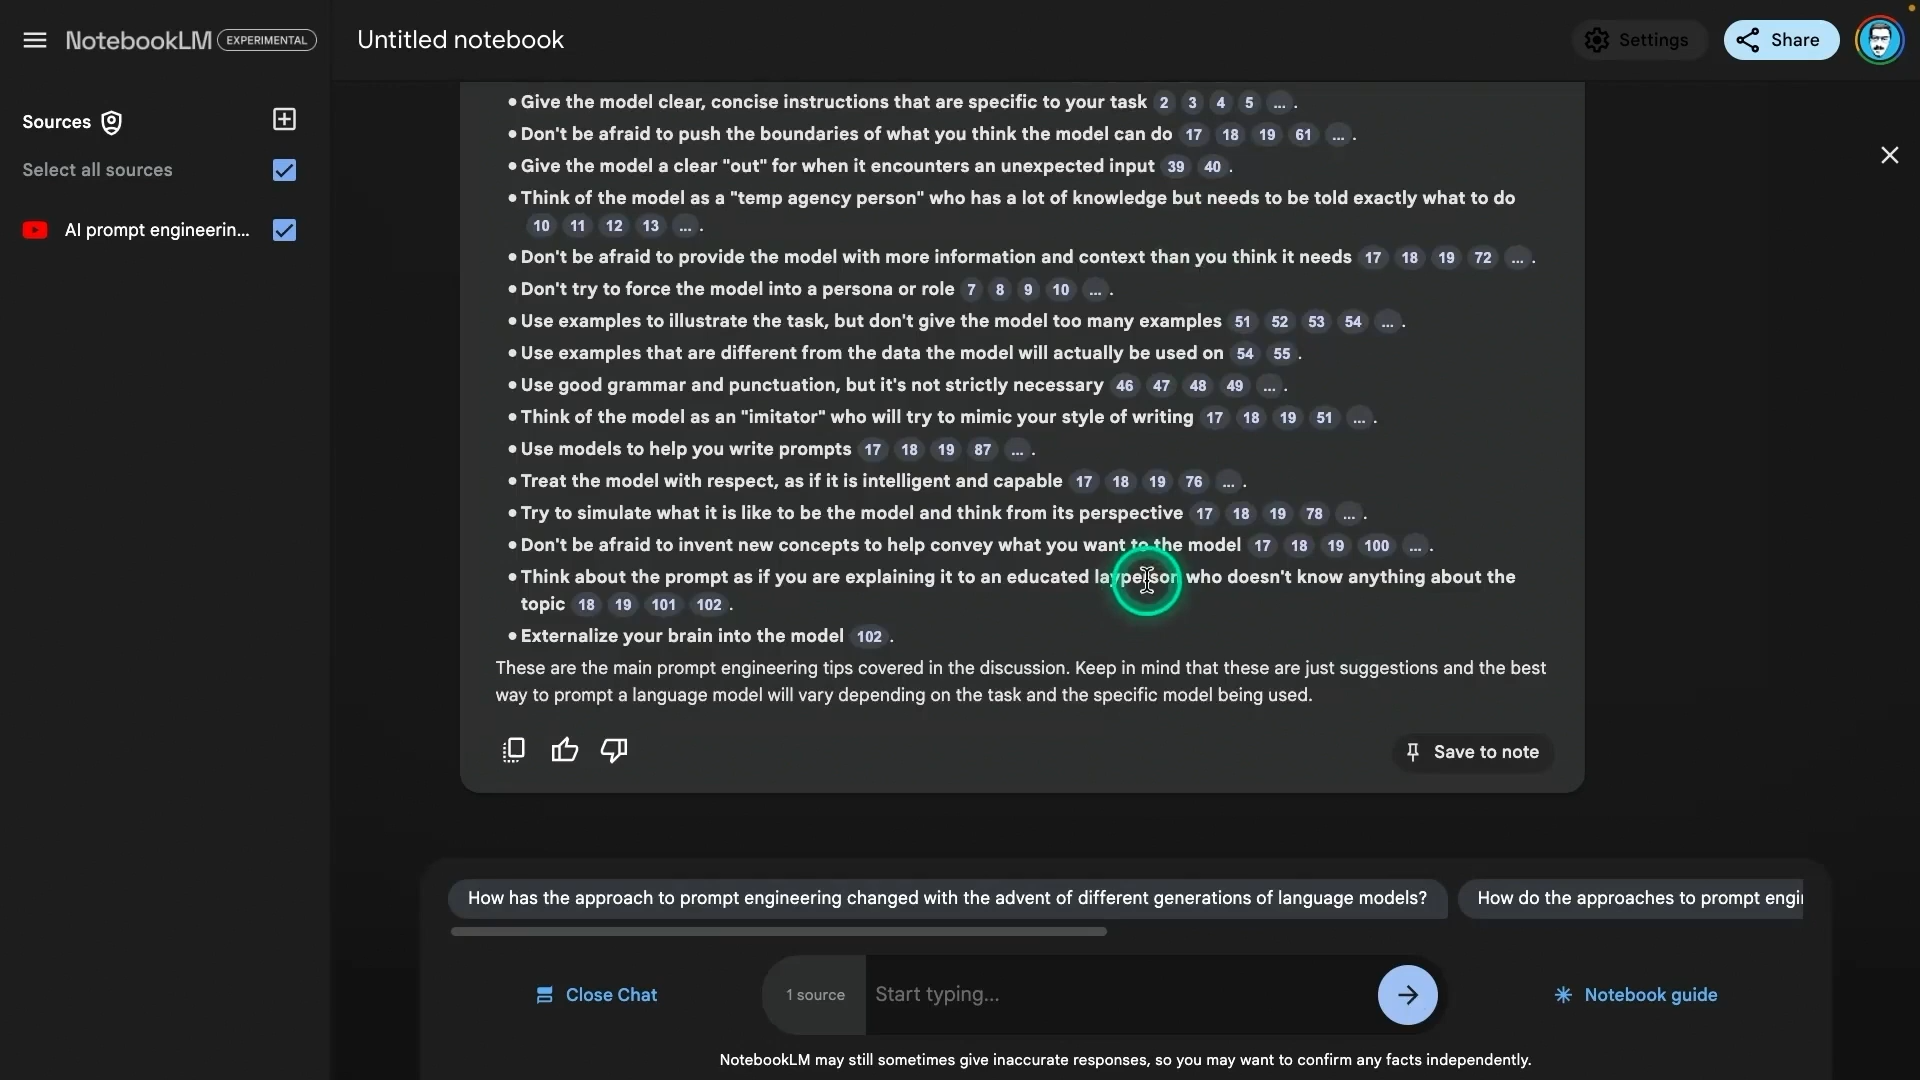 NotebookLM EXPERIMENTAL
Untitled notebook
Settings
Share
Sources
Select all sources
AI prompt engineerin...
• Give the model clear, concise instructions that are specific to your task 2 3 4 5 ... .
• Don't be afraid to push the boundaries of what you think the model can do 17 18 19 61 ... .
• Give the model a clear "out" for when it encounters an unexpected input 39 40 .
• Think of the model as a "temp agency person" who has a lot of knowledge but needs to be told exactly what to do
10 11 12 13 ... .
• Don't be afraid to provide the model with more information and context than you think it needs 17 18 19 72 ... .
• Don't try to force the model into a persona or role 7 8 9 10 ... .
• Use examples to illustrate the task, but don't give the model too many examples 51 52 53 54 ... .
• Use examples that are different from the data the model will actually be used on 54 55 .
• Use good grammar and punctuation, but it's not strictly necessary 46 47 48 49 ... .
• Think of the model as an "imitator" who will try to mimic your style of writing 17 18 19 51 ... .
• Use models to help you write prompts 17 18 19 87 ... .
• Treat the model with respect, as if it is intelligent and capable 17 18 19 76 ... .
• Try to simulate what it is like to be the model and think from its perspective 17 18 19 78 ... .
• Don't be afraid to invent new concepts to help convey what you want to the model 17 18 19 100 ... .
• Think about the prompt as if you are explaining it to an educated layperson who doesn't know anything about the
topic 18 19 101 102 .
• Externalize your brain into the model 102 .
These are the main prompt engineering tips covered in the discussion. Keep in mind that these are just suggestions and the best
way to prompt a language model will vary depending on the task and the specific model being used.
Save to note
How has the approach to prompt engineering changed with the advent of different generations of language models?
How do the approaches to prompt engi
Close Chat
1 source
Start typing...
Notebook guide
NotebookLM may still sometimes give inaccurate responses, so you may want to confirm any facts independently.